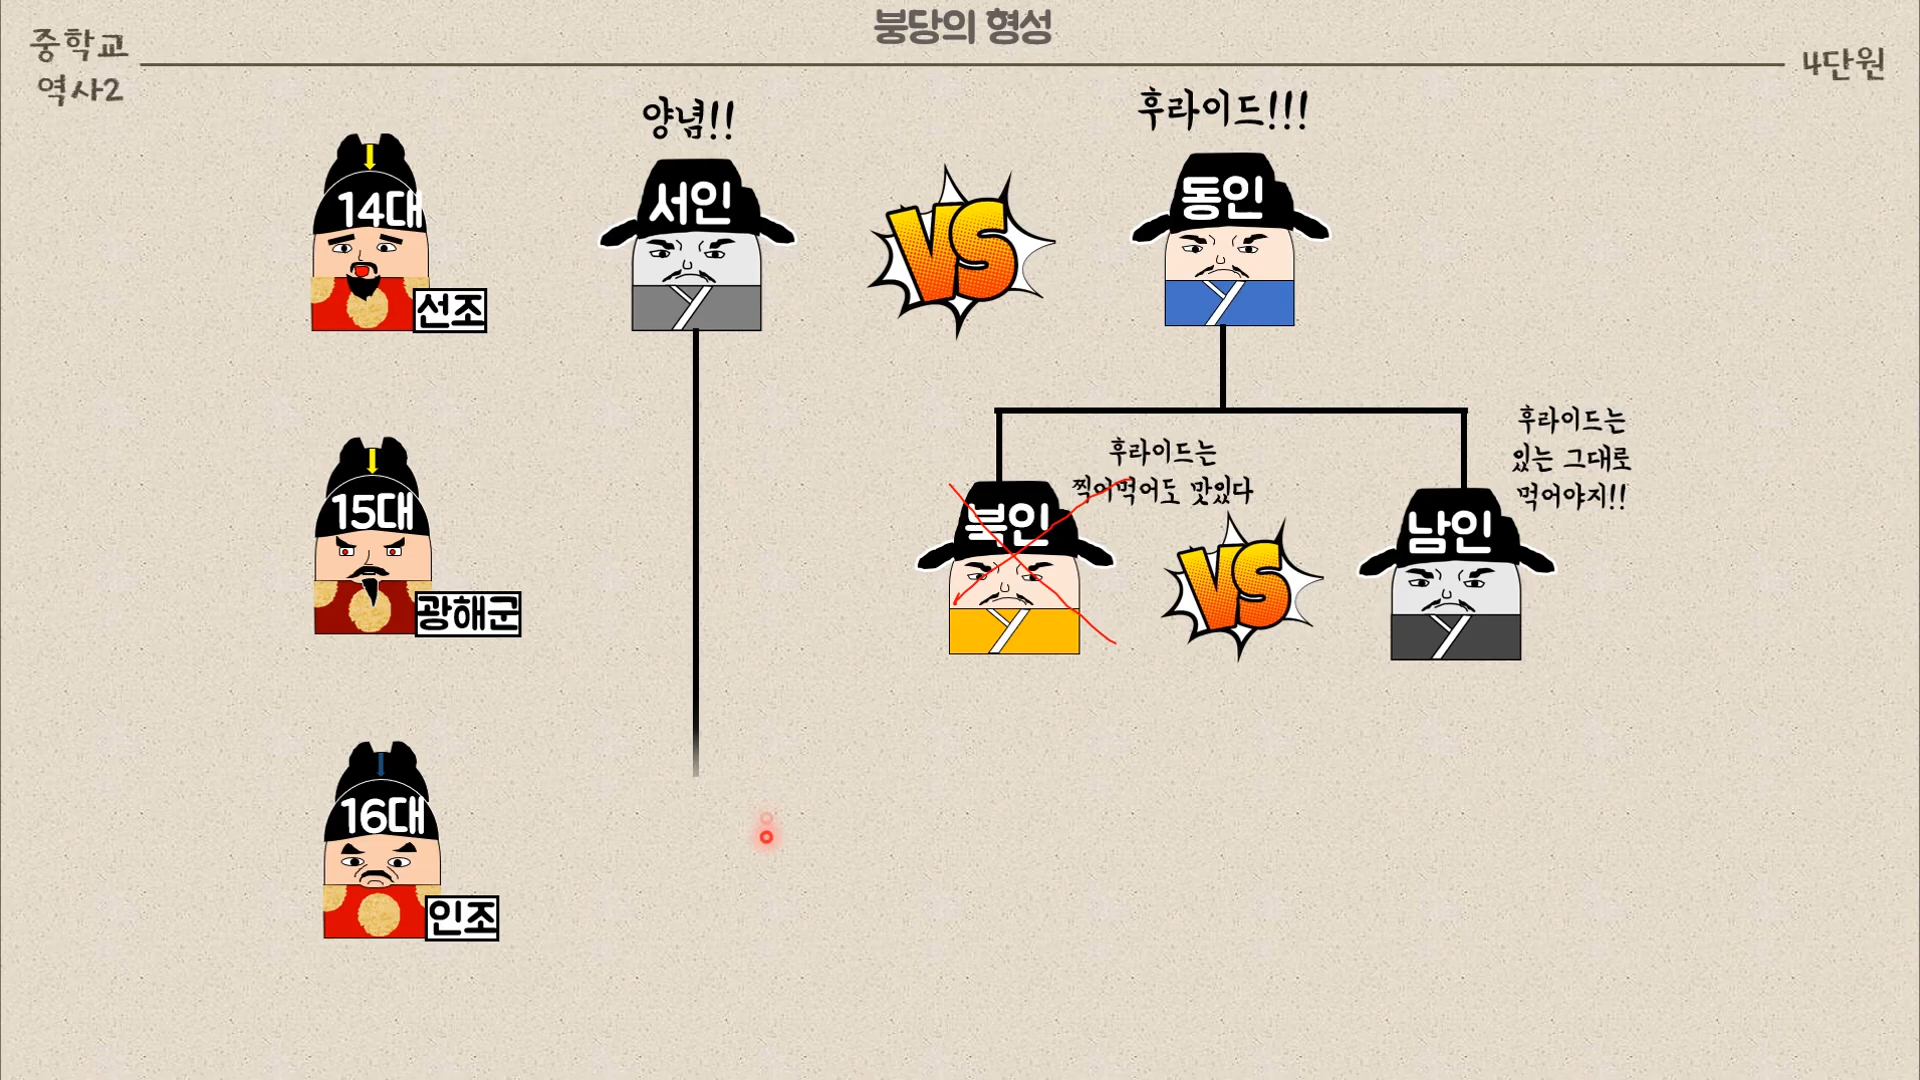 붕당의 형성
중학교
역사2
4단원
양념!!
후라이드!!!
14대
서인
VS
동인
선조
후라이드는
있는 그대로
먹어야지!!
후라이드는
찍어먹어도 맛있다
15대
북인
VS
남인
광해군
16대
인조